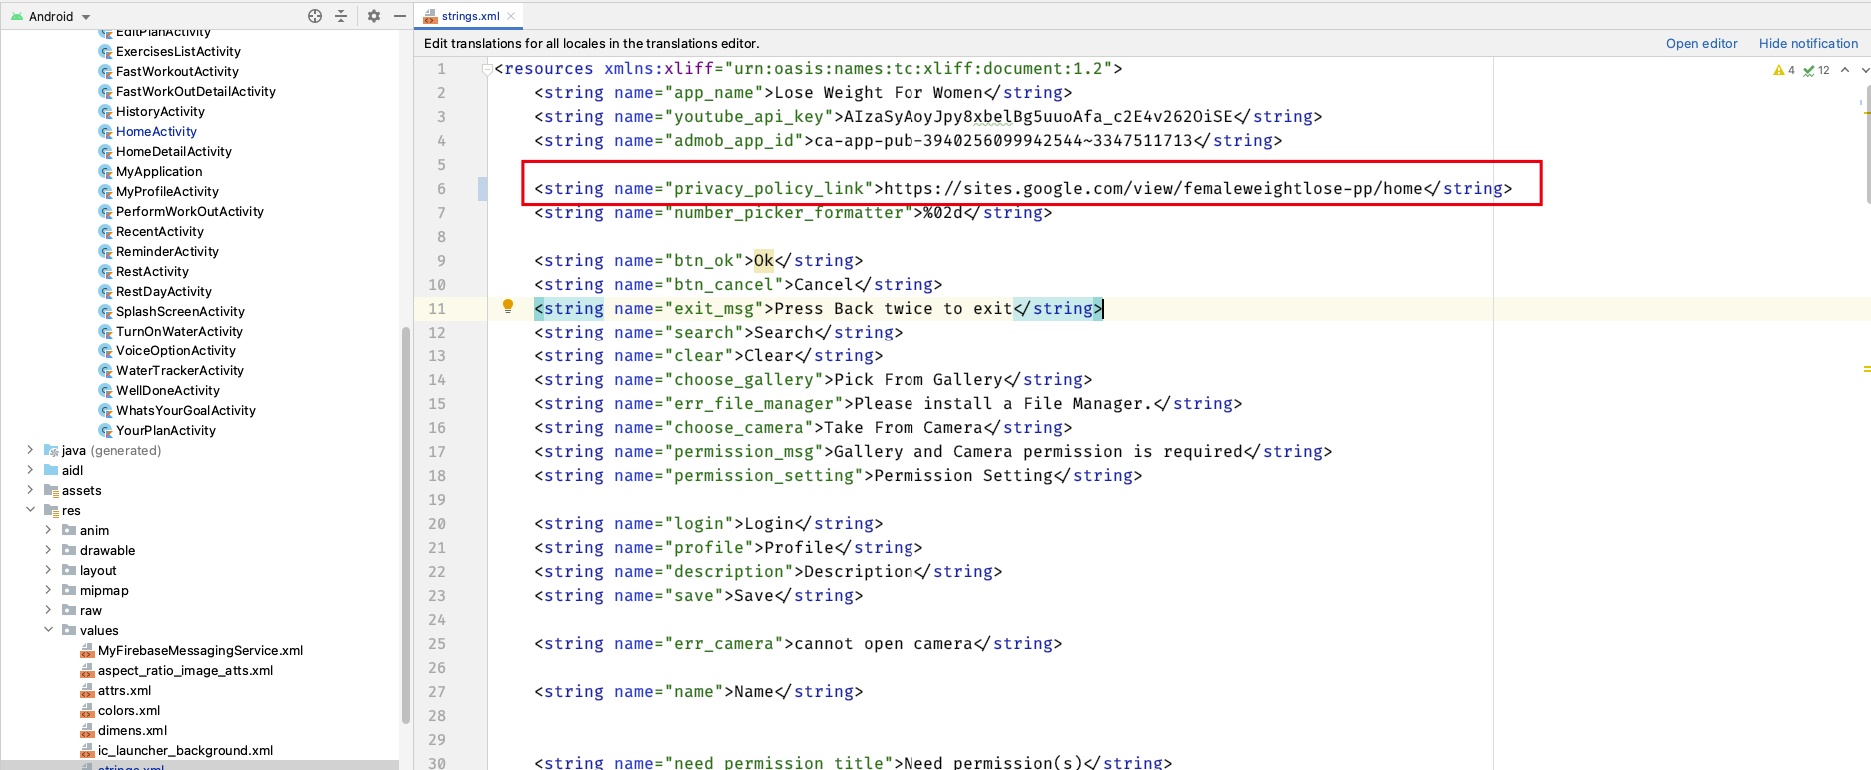 Android
strings.xml
Edit translations for all locales in the translations editor.
Open editor
Hide notification
EditPlanActivity
ExercisesListActivity
FastWorkoutActivity
FastWorkOutDetailActivity
HistoryActivity
HomeActivity
HomeDetailActivity
MyApplication
MyProfileActivity
PerformWorkOutActivity
RecentActivity
ReminderActivity
RestActivity
RestDayActivity
SplashScreenActivity
TurnOnWaterActivity
VoiceOptionActivity
WaterTrackerActivity
WellDoneActivity
WhatsYourGoalActivity
YourPlanActivity
java (generated)
aidl
assets
res
anim
drawable
layout
mipmap
raw
values
MyFirebaseMessagingService.xml
aspect_ratio_image_atts.xml
attrs.xml
colors.xml
dimens.xml
ic_launcher_background.xml
strings.xml
4 12
1 <resources xmlns:xliff="urn:oasis:names:tc:xliff:document:1.2">
2 <string name="app_name">Lose Weight For Women</string>
3 <string name="youtube_api_key">AIzaSyAoyJpy8xbelBg5uuoAfa_c2E4v262OiSE</string>
4 <string name="admob_app_id">ca-app-pub-3940256099942544~3347511713</string>
5
6 <string name="privacy_policy_link">https://sites.google.com/view/femaleweightlose-pp/home</string>
7 <string name="number_picker_formatter">%02d</string>
8
9 <string name="btn_ok">Ok</string>
10 <string name="btn_cancel">Cancel</string>
11 <string name="exit_msg">Press Back twice to exit</string>
12 <string name="search">Search</string>
13 <string name="clear">Clear</string>
14 <string name="choose_gallery">Pick From Gallery</string>
15 <string name="err_file_manager">Please install a File Manager.</string>
16 <string name="choose_camera">Take From Camera</string>
17 <string name="permission_msg">Gallery and Camera permission is required</string>
18 <string name="permission_setting">Permission Setting</string>
19
20 <string name="login">Login</string>
21 <string name="profile">Profile</string>
22 <string name="description">Description</string>
23 <string name="save">Save</string>
24
25 <string name="err_camera">cannot open camera</string>
26
27 <string name="name">Name</string>
28
29
30 <string name="need_permission_title">Need permission(s)</string>